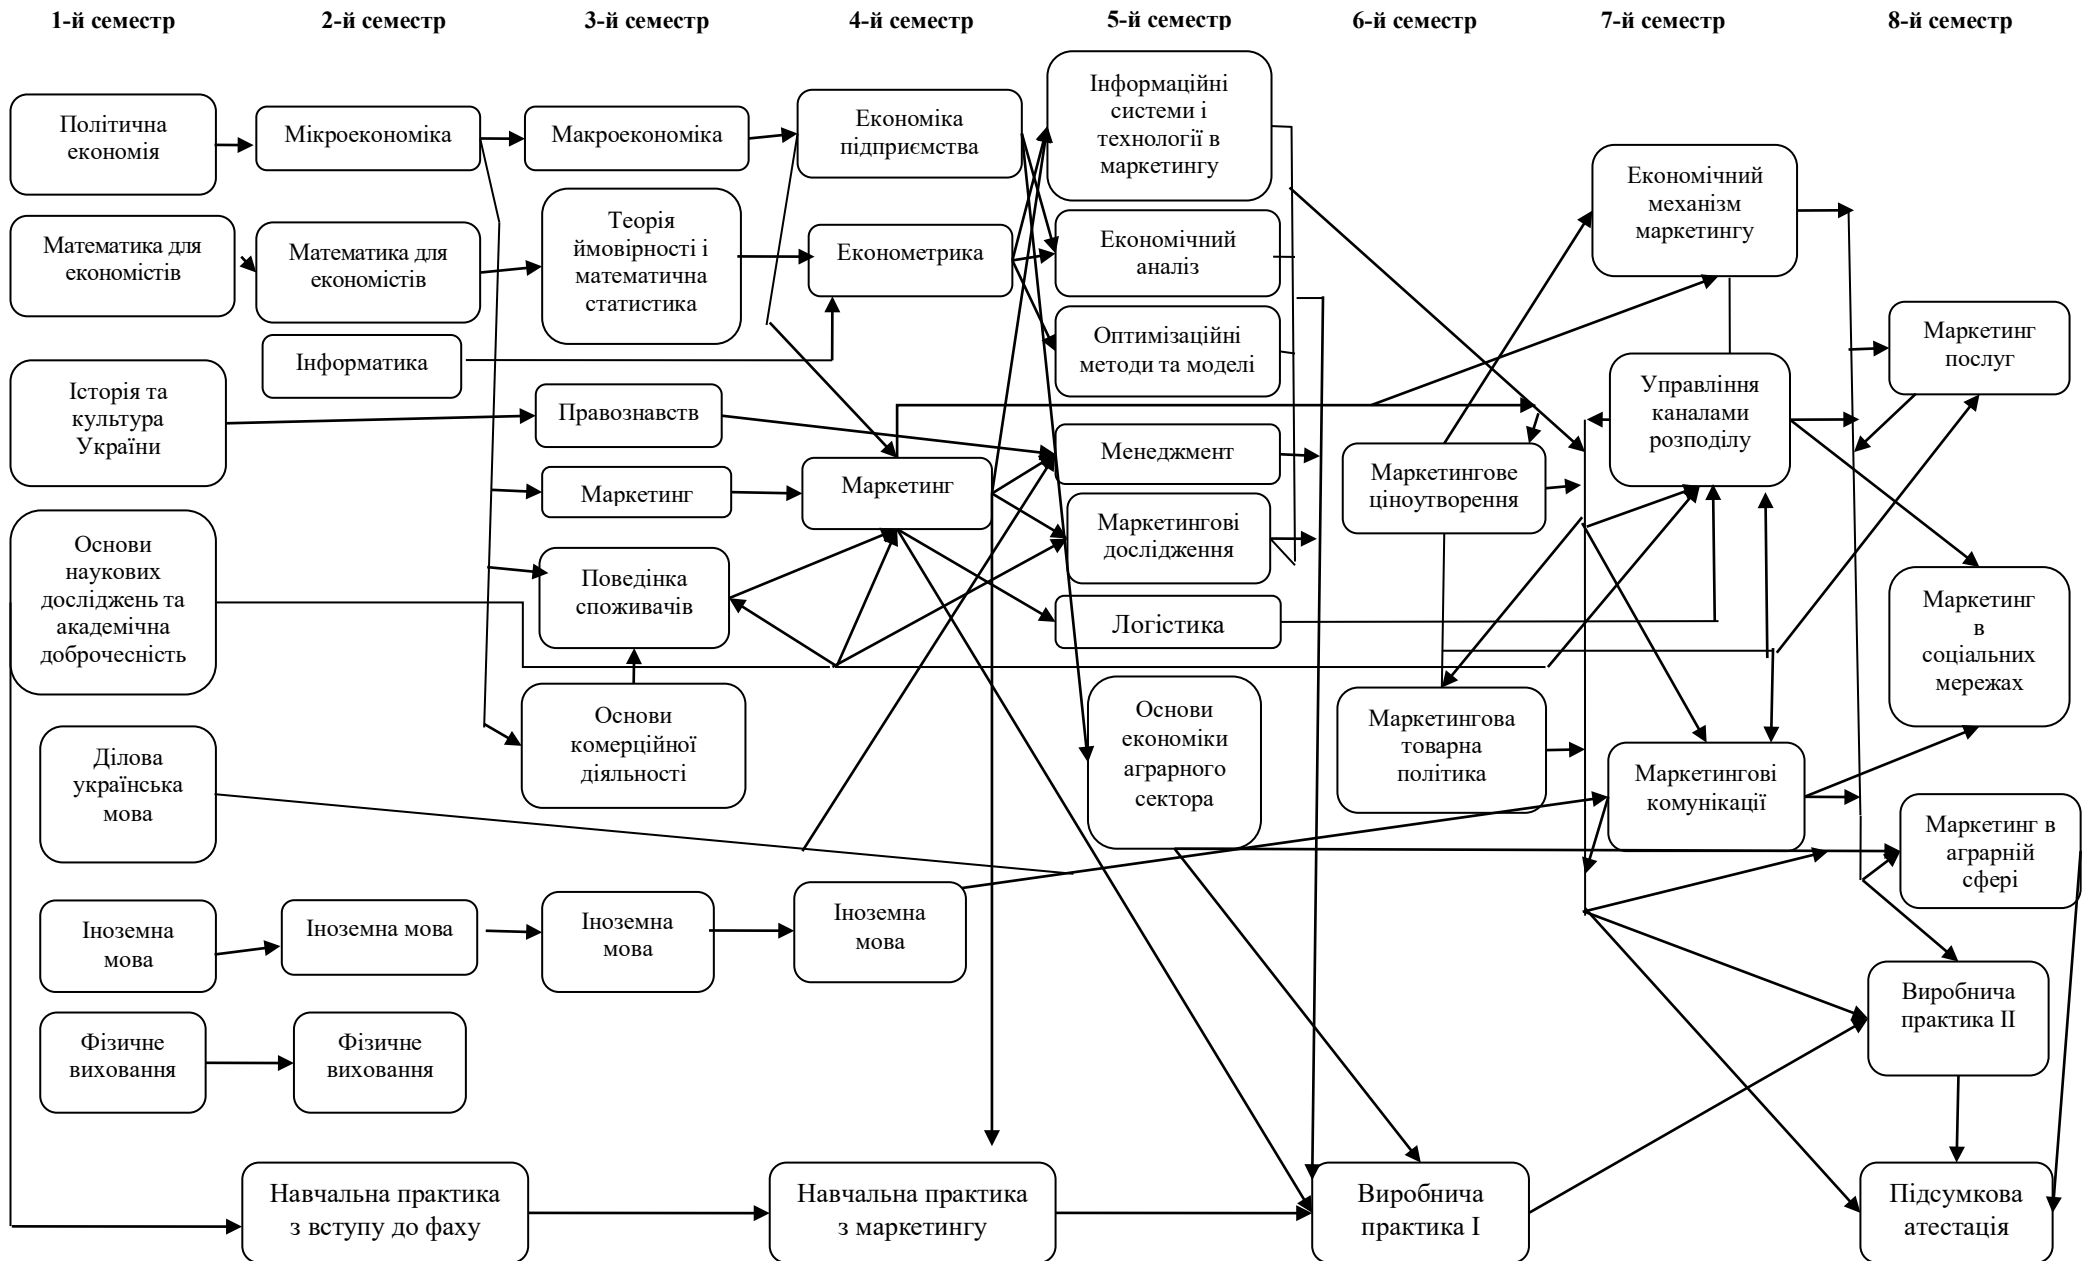 1-й семестр
2-й семестр
3-й семестр
4-й семестр
5-й семестр
6-й семестр
7-й семестр
8-й семестр
Політична
економія
Математика для
економістів
Історія та
культура
України
Основи
наукових
досліджень та
академічна
доброчесність
Ділова
українська
мова
Іноземна
мова
Фізичне
виховання
Мікроекономіка
Математика для
економістів
Інформатика
Іноземна мова
Фізичне
виховання
Навчальна практика
з вступу до фаху
Макроекономіка
Теорія
ймовірності і
математична
статистика
Правознавств
Маркетинг
Поведінка
споживачів
Основи
комерційної
діяльності
Іноземна
мова
Економіка
підприємства
Економетрика
Маркетинг
Іноземна
мова
Навчальна практика
з маркетингу
Інформаційні
системи і
технології в
маркетингу
Економічний
аналіз
Оптимізаційні
методи та моделі
Менеджмент
Маркетингові
дослідження
Логістика
Основи
економіки
аграрного
сектора
Маркетингове
ціноутворення
Маркетингова
товарна
політика
Виробнича
практика І
Економічний
механізм
маркетингу
Управління
каналами
розподілу
Маркетингові
комунікації
Маркетинг
послуг
Маркетинг
в
соціальних
мережах
Маркетинг в
аграрній
сфері
Виробнича
практика ІІ
Підсумкова
атестація